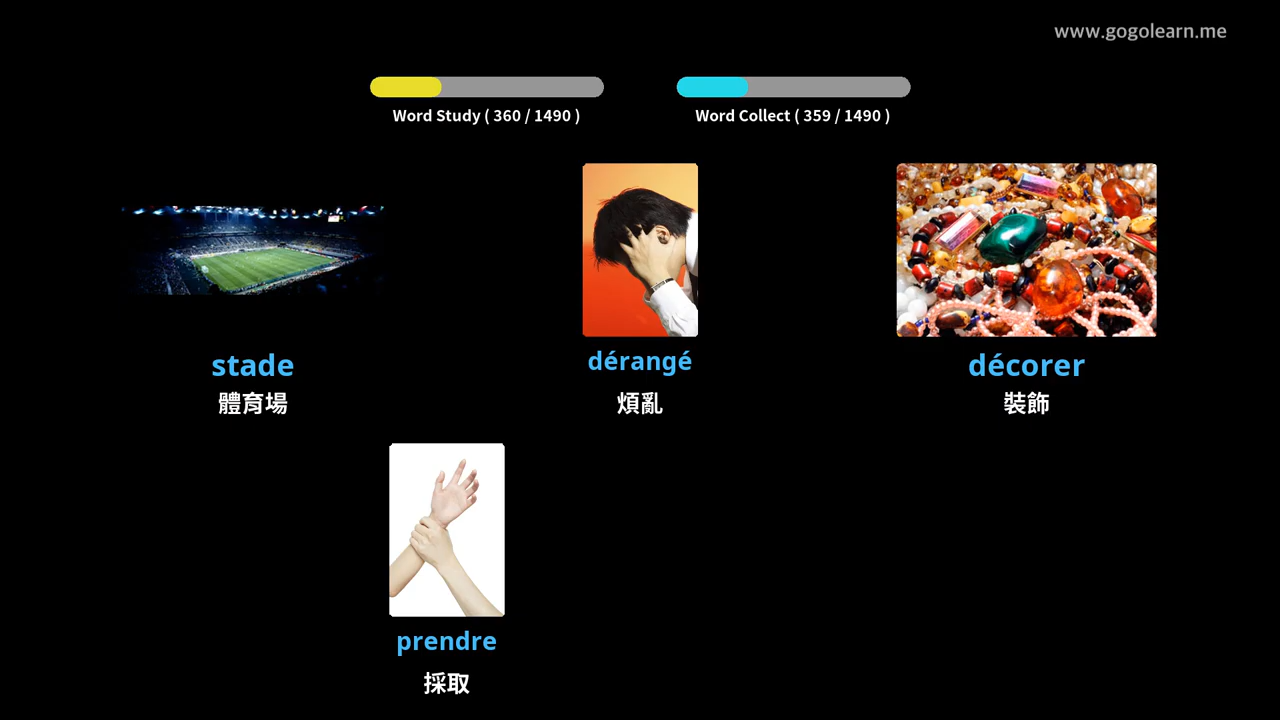 www.gogolearn.me
Word Study ( 360 / 1490 )
Word Collect ( 359 / 1490 )
stade
體育場
dérangé
煩亂
décorer
裝飾
prendre
採取